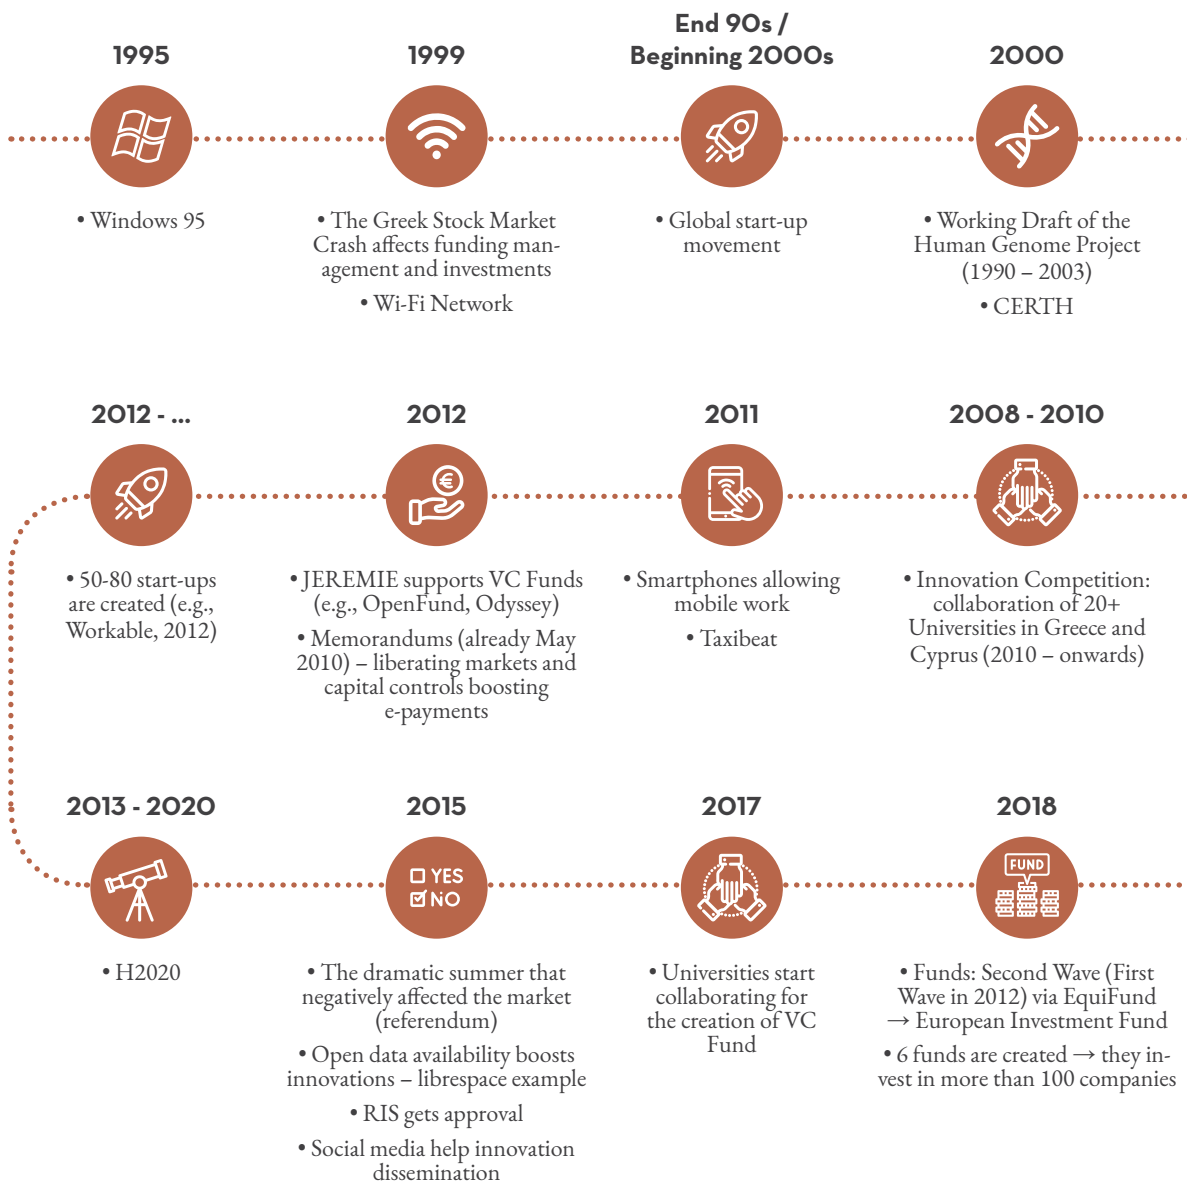 1995
• Windows 95
1999
• The Greek Stock Market
Crash affects funding man-
agement and investments
• Wi-Fi Network
End 90s /
Beginning 2000s
• Global start-up
movement
2000
• Working Draft of the
Human Genome Project
(1990 – 2003)
• CERTH
2012 - ...
• 50-80 start-ups
are created (e.g.,
Workable, 2012)
2012
€
• JEREMIE supports VC Funds
(e.g., OpenFund, Odyssey)
• Memorandums (already May
2010) – liberating markets and
capital controls boosting
e-payments
2011
• Smartphones allowing
mobile work
• Taxibeat
2008 - 2010
• Innovation Competition:
collaboration of 20+
Universities in Greece and
Cyprus (2010 – onwards)
2013 - 2020
• H2020
2015
YES
NO
• The dramatic summer that
negatively affected the market
(referendum)
• Open data availability boosts
innovations – librespace example
• RIS gets approval
• Social media help innovation
dissemination
2017
• Universities start
collaborating for
the creation of VC
Fund
2018
FUND
• Funds: Second Wave (First
Wave in 2012) via EquiFund
→ European Investment Fund
• 6 funds are created → they in-
vest in more than 100 companies